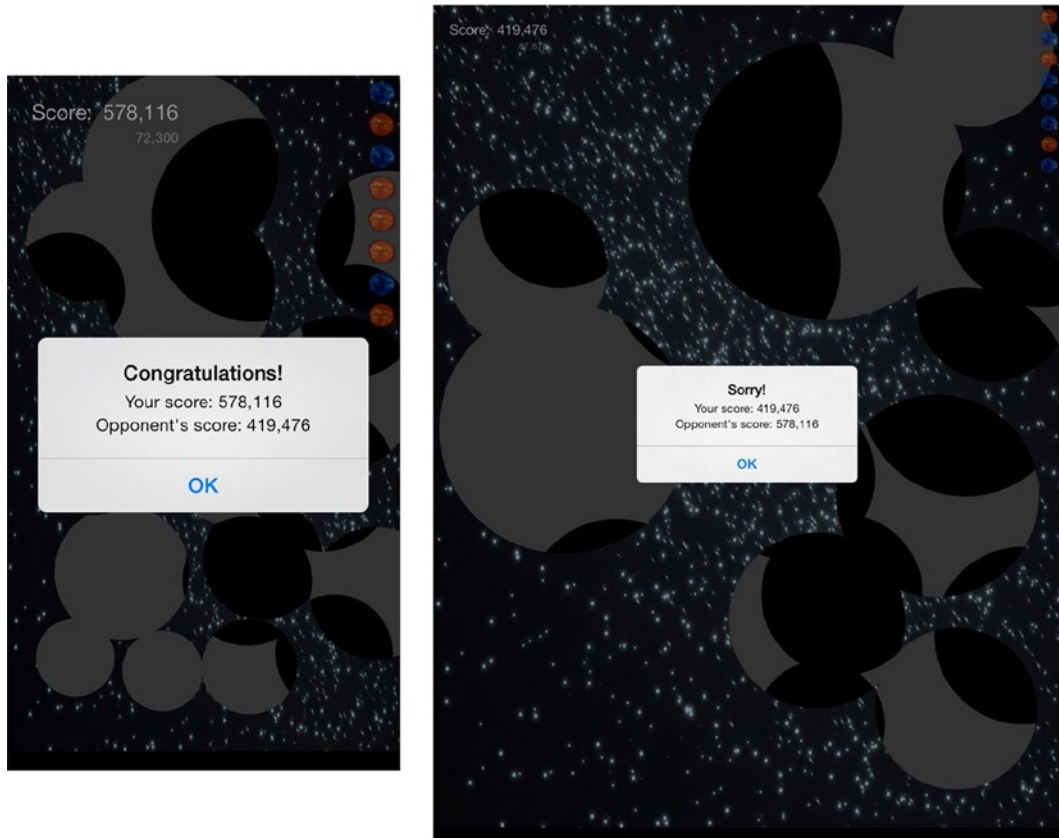 Score: 578,116
72,300
Congratulations!
Your score: 578,116
Opponent's score: 419,476
OK
Score: 419,476
Sorry!
Your score: 419,476
Opponent's score: 578,116
OK